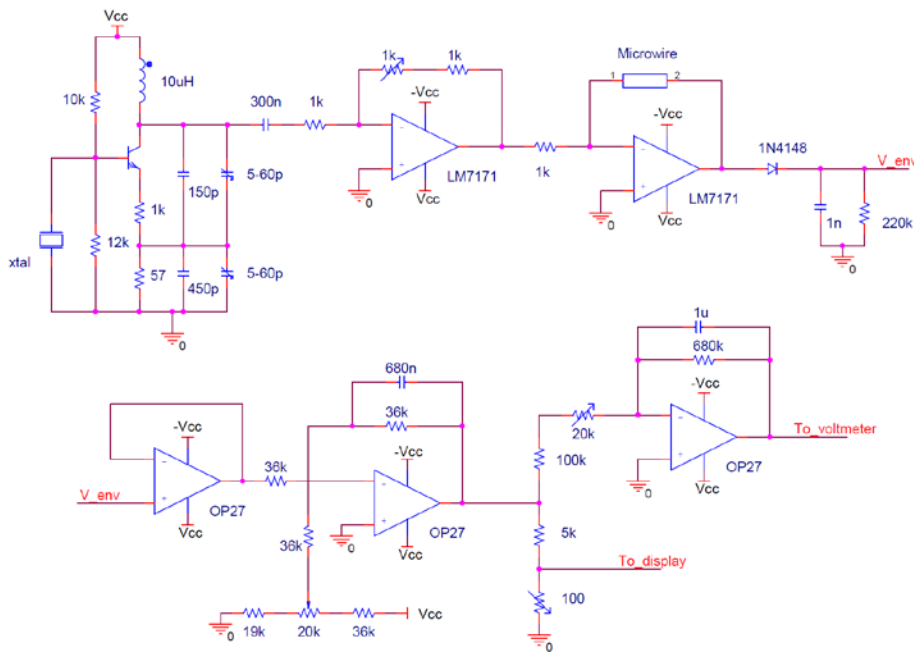 Vcc
10uH
10k
300n
1k
1k
1k
Microwire
1 2
-Vcc
-Vcc
1N4148
V_env
LM7171
1k
LM7171
150p
5-60p
0
Vcc
0
Vcc
1n
220k
1k
12k
xtal
57
450p
5-60p
0
0
1u
680k
680n
-Vcc
36k
20k
To_voltmeter
-Vcc
36k
-Vcc
100k
OP27
0
Vcc
V_env
OP27
Vcc
36k
0
OP27
Vcc
5k
To_display
100
Vcc
0
19k
20k
36k
0